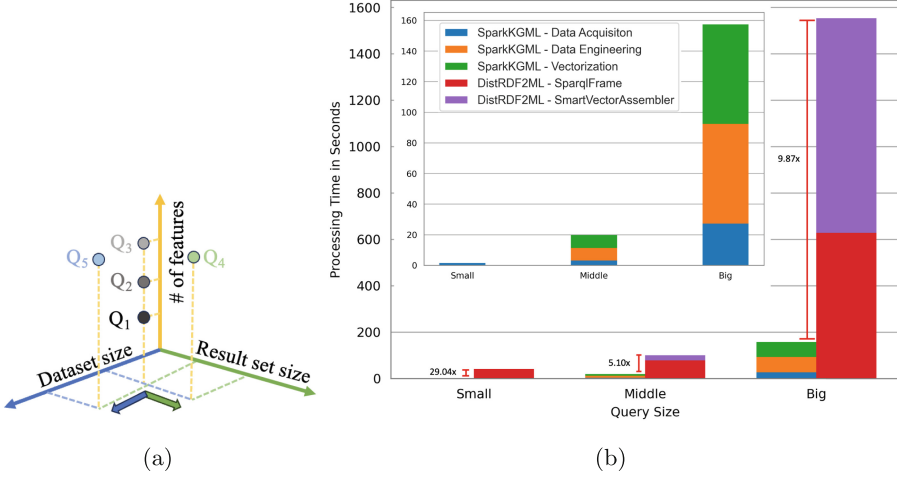 Q3
Q5
Q4
Q2
Q1
# of features
Dataset size
Result set size
(a)
1600
1400
1200
1000
800
600
400
200
0
Processing Time in Seconds
160
140
120
100
80
60
40
20
0
SparkKGML - Data Acquisiton
SparkKGML - Data Engineering
SparkKGML - Vectorization
DistRDF2ML - SparqlFrame
DistRDF2ML - SmartVectorAssembler
Small
Middle
Big
9.87x
5.10x
29.04x
Small
Middle
Big
Query Size
(b)